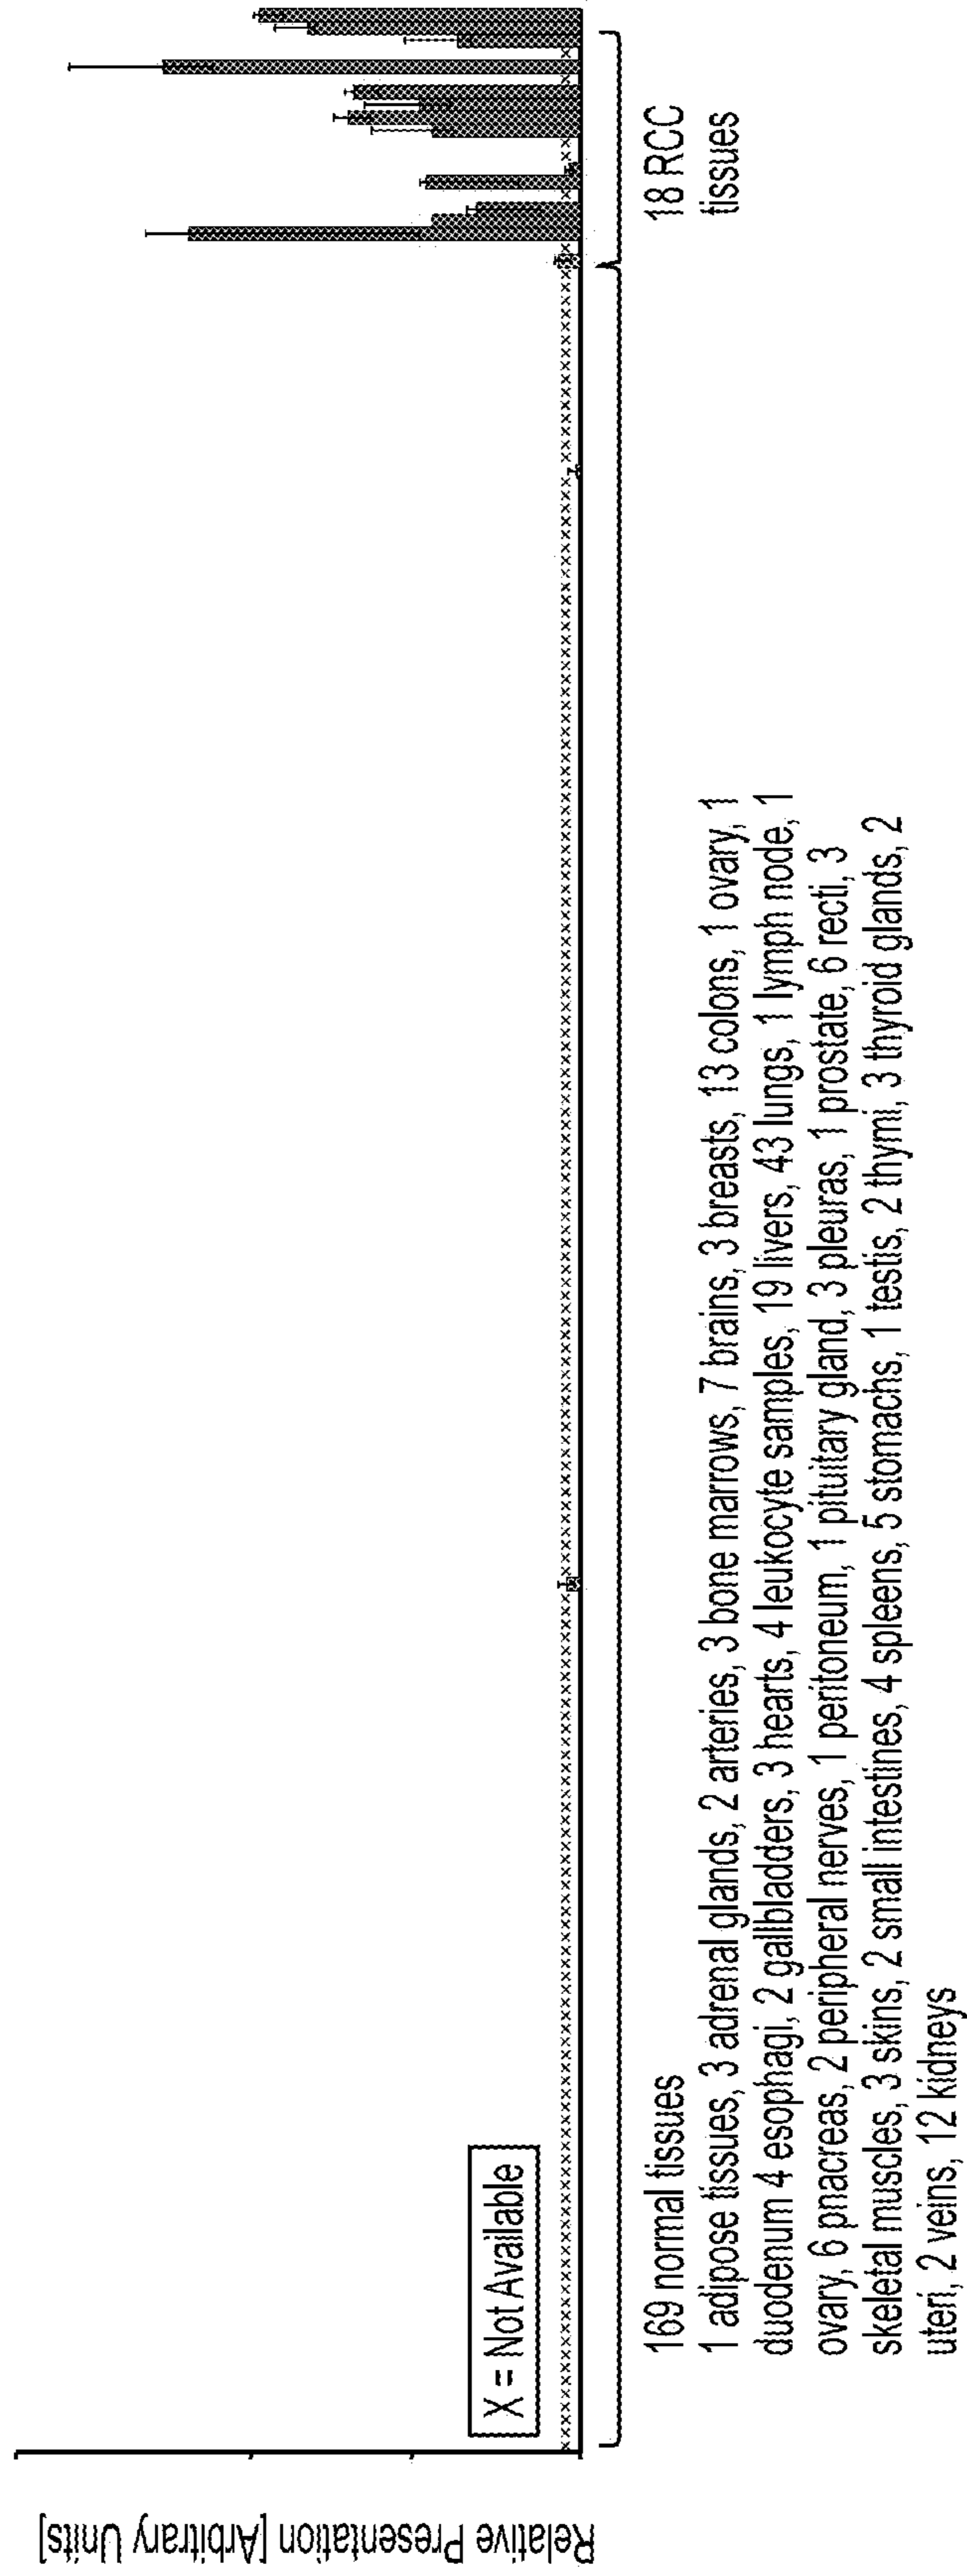 Relative Presentation [Arbitrary Units]
X = Not Available
169 normal tissues
1 adipose tissues, 3 adrenal glands, 2 arteries, 3 bone marrows, 7 brains, 3 breasts, 13 colons, 1 ovary, 1
duodenum 4 esophagi, 2 gallbladders, 3 hearts, 4 leukocyte samples, 19 livers, 43 lungs, 1 lymph node, 1
ovary, 6 pnacreas, 2 peripheral nerves, 1 peritoneum, 1 pituitary gland, 3 pleuras, 1 prostate, 6 recti, 3
skeletal muscles, 3 skins, 2 small intestines, 4 spleens, 5 stomachs, 1 testis, 2 thymi, 3 thyroid glands, 2
uteri, 2 veins, 12 kidneys
18 RCC
tissues